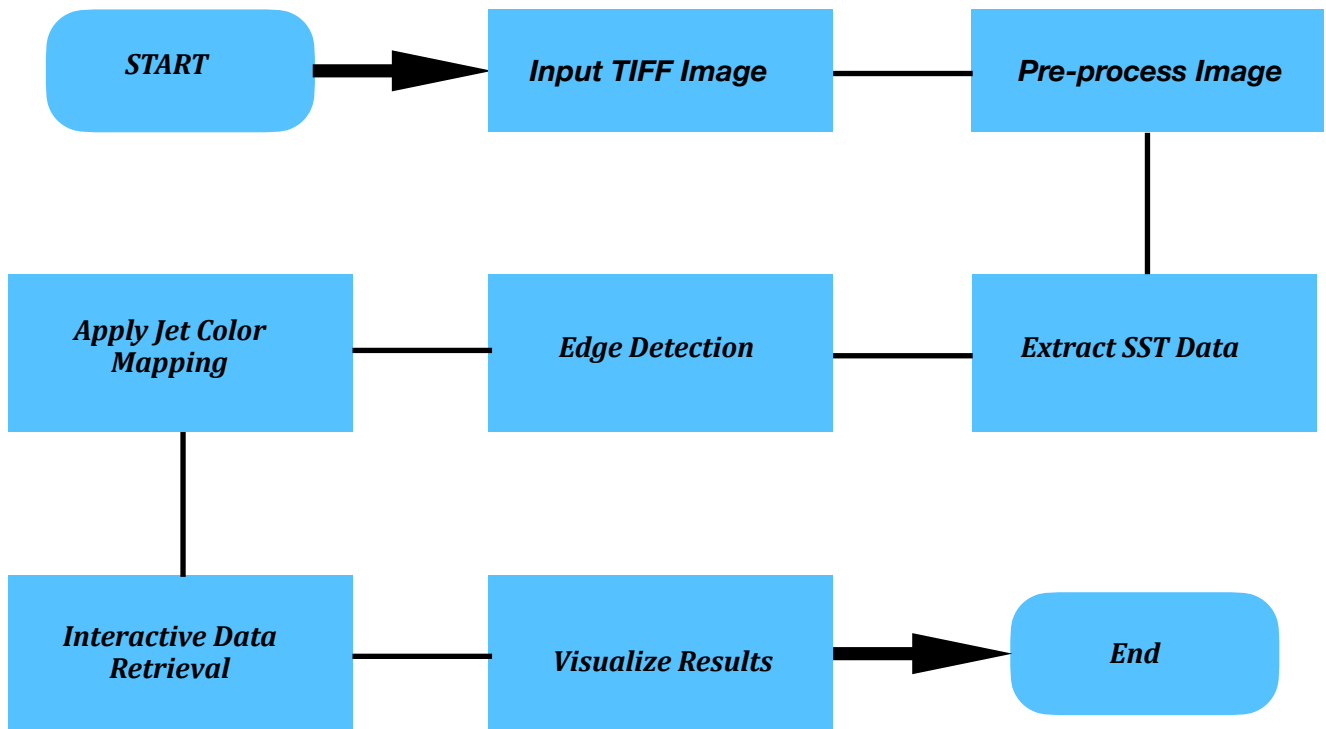 START
Input TIFF Image
Pre-process Image
Apply Jet Color
Mapping
Edge Detection
Extract SST Data
Interactive Data
Retrieval
Visualize Results
End